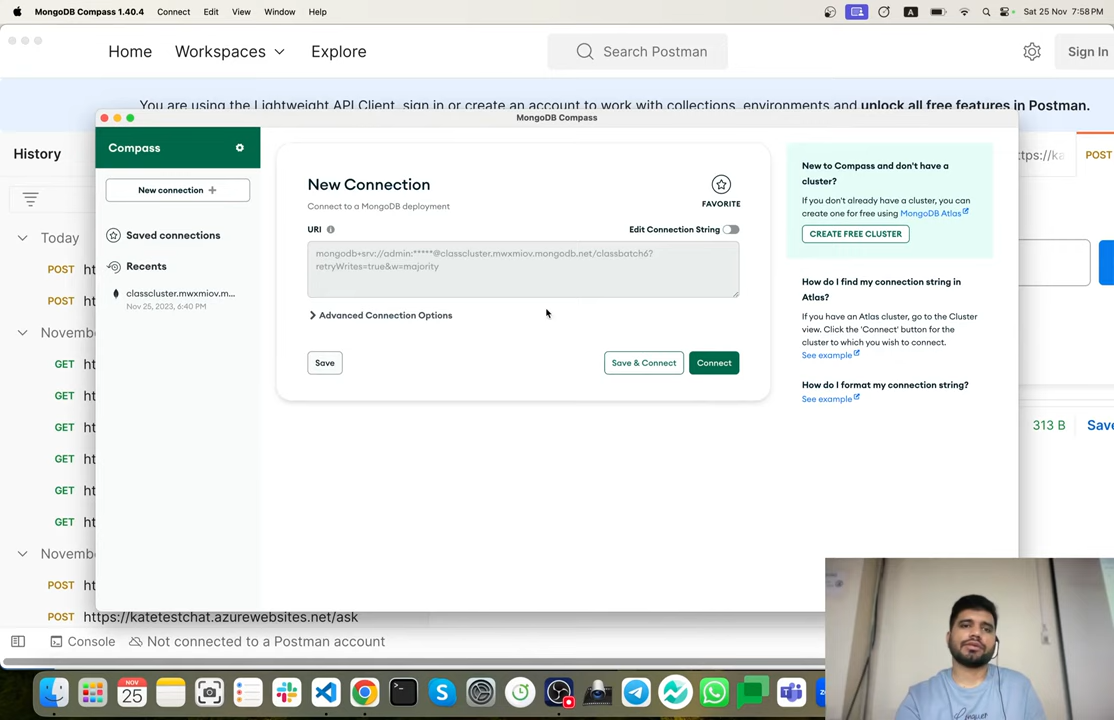 MongoDB Compass 1.40.4 Connect Edit View Window Help
A
Sat 25 Nov 7:58 PM
Home Workspaces Explore
Search Postman
Sign In
You are using the Lightweight API Client, sign in or create an account to work with collections, environments and unlock all free features in Postman.
MongoDB Compass
History
POST
Today
POST
POST
November
GET
GET
GET
GET
GET
GET
POST
POST https://katetestchat.azurewebsites.net/ask
Console Not connected to a Postman account
313 B
Compass
New connection +
Saved connections
Recents
classcluster.mwxmiov.m...
Nov 25, 2023, 6:40 PM
New Connection
Connect to a MongoDB deployment
FAVORITE
URI
Edit Connection String
mongodb+srv://admin:*****@classcluster.mwxmiov.mongodb.net/classbatch6?
retryWrites=true&w=majority
Advanced Connection Options
Save
Save & Connect
Connect
New to Compass and don't have a
cluster?
If you don't already have a cluster, you can
create one for free using MongoDB Atlas
CREATE FREE CLUSTER
How do I find my connection string in
Atlas?
If you have an Atlas cluster, go to the Cluster
view. Click the 'Connect' button for the
cluster to which you wish to connect.
See example
How do I format my connection string?
See example
NOV
25